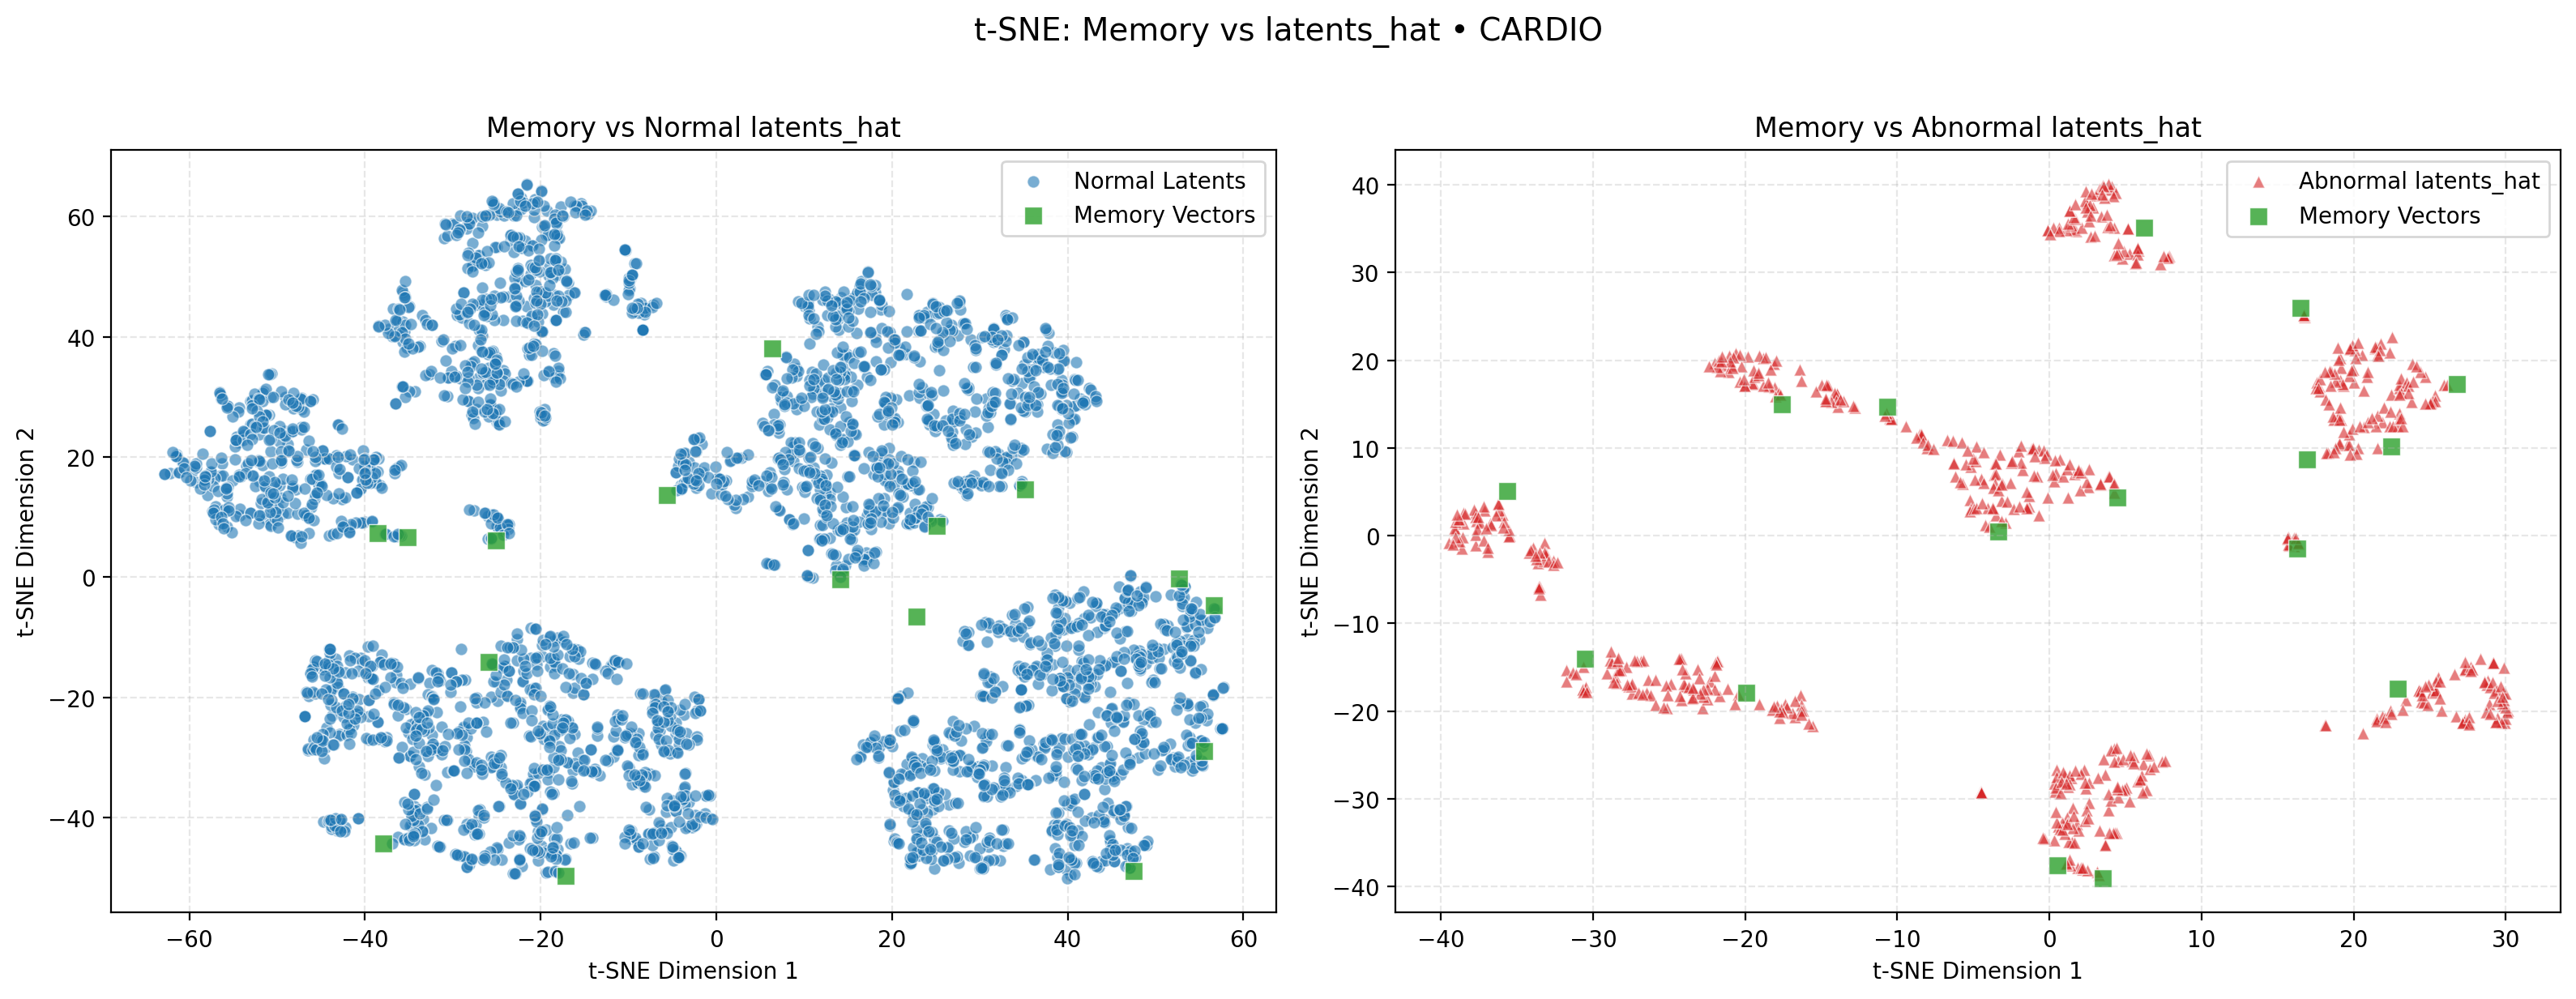 t-SNE: Memory vs latents_hat • CARDIO
Memory vs Normal latents_hat
Normal Latents
Memory Vectors
60
40
20
0
−20
−40
t-SNE Dimension 2
−60
−40
−20
0
20
40
60
t-SNE Dimension 1
Memory vs Abnormal latents_hat
Abnormal latents_hat
Memory Vectors
40
30
20
10
0
−10
−20
−30
−40
t-SNE Dimension 2
−40
−30
−20
−10
0
10
20
30
t-SNE Dimension 1